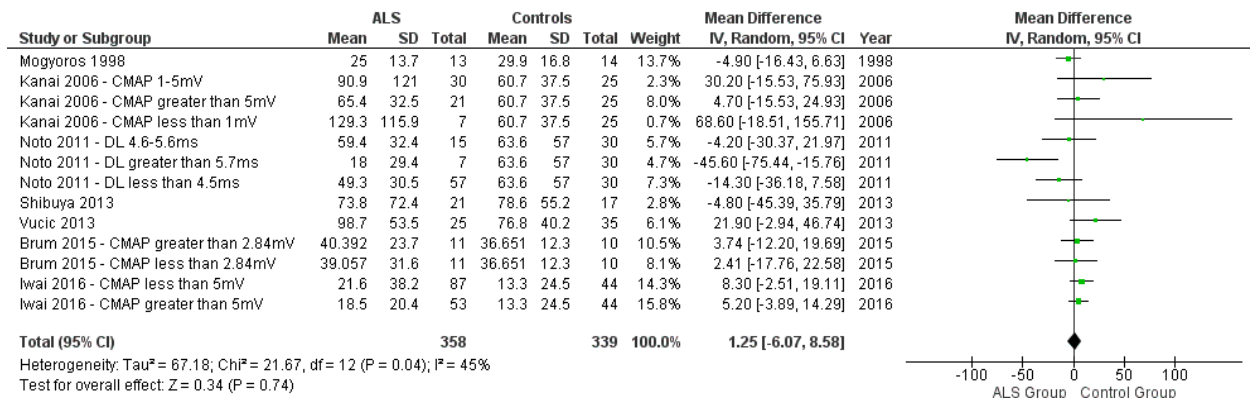 ALS Controls Mean Difference Mean Difference
Study or Subgroup Mean SD Total Mean SD Total Weight IV, Random, 95% CI Year IV, Random, 95% CI
Mogyoros 1998 25 13.7 13 29.9 16.8 14 13.7% -4.90 [-16.43, 6.63] 1998
Kanai 2006 - CMAP 1-5mV 90.9 121 30 60.7 37.5 25 2.3% 30.20 [-15.53, 75.93] 2006
Kanai 2006 - CMAP greater than 5mV 65.4 32.5 21 60.7 37.5 25 8.0% 4.70 [-15.53, 24.93] 2006
Kanai 2006 - CMAP less than 1mV 129.3 115.9 7 60.7 37.5 25 0.7% 68.60 [-18.51, 155.71] 2006
Noto 2011 - DL 4.6-5.6ms 59.4 32.4 15 63.6 57 30 5.4% -4.20 [-30.37, 21.97] 2011
Noto 2011 - DL greater than 5.7ms 18 29.4 7 63.6 57 30 4.7% -45.60 [-75.44, -15.76] 2011
Noto 2011 - DL less than 4.5ms 49.3 30.5 57 63.6 57 30 7.3% -14.30 [-36.18, 7.58] 2011
Shibuya 2013 73.8 72.4 21 78.6 55.2 17 2.8% -4.80 [-45.39, 35.79] 2013
Vucic 2013 98.7 53.5 25 76.8 40.2 35 6.1% 21.90 [-2.94, 46.74] 2013
Brum 2015 - CMAP greater than 2.84mV 40.392 23.7 11 36.651 12.3 10 10.5% 3.74 [-12.20, 19.69] 2015
Brum 2015 - CMAP less than 2.84mV 39.057 31.6 11 36.651 12.3 10 8.1% 2.41 [-17.76, 22.58] 2015
Iwai 2016 - CMAP less than 5mV 21.6 38.2 87 13.3 24.5 44 14.3% 8.30 [-2.51, 19.11] 2016
Iwai 2016 - CMAP greater than 5mV 18.5 20.4 53 13.3 24.5 44 15.8% 5.20 [-3.89, 14.29] 2016
Total (95% CI) 358 339 100.0% 1.25 [-6.07, 8.58]
Heterogeneity: Tau² = 67.18; Chi² = 21.67, df = 12 (P = 0.04); I² = 45%
Test for overall effect: Z = 0.34 (P = 0.74)
-100 -50 0 50 100
ALS Group Control Group